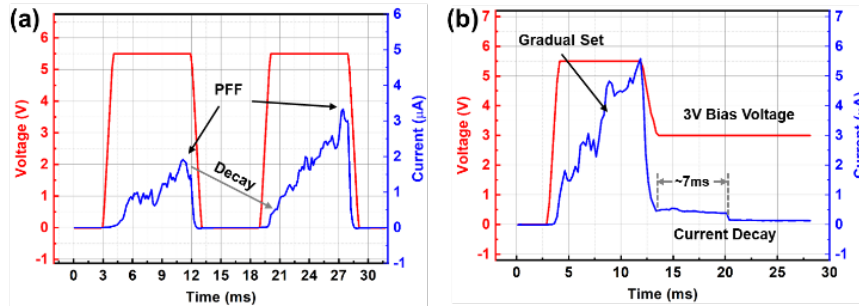 (a)
7
6
5
4
3
2
1
0
-1
Voltage (V)
PFF
Decay
6
5
4
3
2
1
0
-1
Current (μA)
0 3 6 9 12 15 18 21 24 27 30
Time (ms)
(b)
7
6
5
4
3
2
1
0
-1
Voltage (V)
Gradual Set
3V Bias Voltage
~7ms
Current Decay
6
5
4
3
2
1
0
-1
Current (μA)
0 5 10 15 20 25
Time (ms)